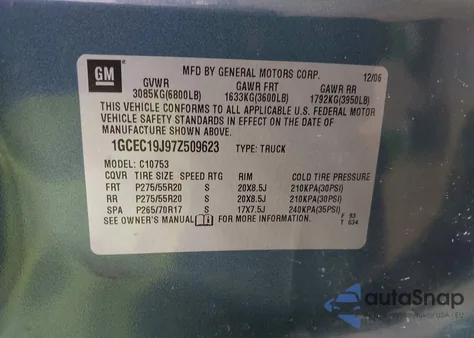 GM
MFD BY GENERAL MOTORS CORP. 12/06
GVWR GAWR FRT GAWR RR
3085KG(6800LB) 1633KG(3600LB) 1792KG(3950LB)
THIS VEHICLE CONFORMS TO ALL APPLICABLE U.S. FEDERAL MOTOR
VEHICLE SAFETY STANDARDS IN EFFECT ON THE DATE OF
MANUFACTURE SHOWN ABOVE.
1GCEC19J97Z509623 TYPE: TRUCK
MODEL: C10753
CQVR TIRE SIZE SPEED RTG RIM COLD TIRE PRESSURE
FRT P275/55R20 S 20X8.5J 210KPA(30PSI)
RR P275/55R20 S 20X8.5J 210KPA(30PSI)
SPA P265/70R17 S 17X7.5J 240KPA(35PSI)
SEE OWNER'S MANUAL FOR MORE INFORMATION. F 93
T 634
autoSnap